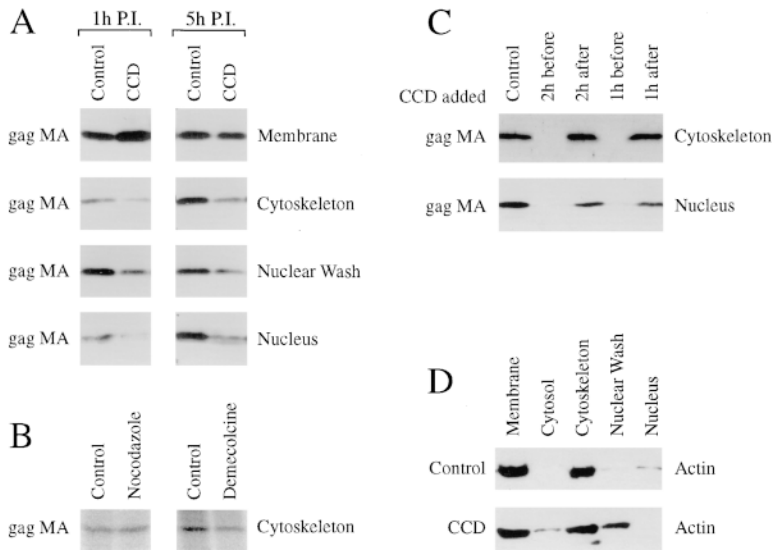 A
1h P.I.
5h P.I.
Control
CCD
Control
CCD
gag MA
Membrane
gag MA
Cytoskeleton
gag MA
Nuclear Wash
gag MA
Nucleus
B
Control
Nocodazole
Control
Demecolcine
gag MA
Cytoskeleton
C
CCD added
Control
2h before
2h after
1h before
1h after
gag MA
Cytoskeleton
gag MA
Nucleus
D
Membrane
Cytosol
Cytoskeleton
Nuclear Wash
Nucleus
Control
Actin
CCD
Actin